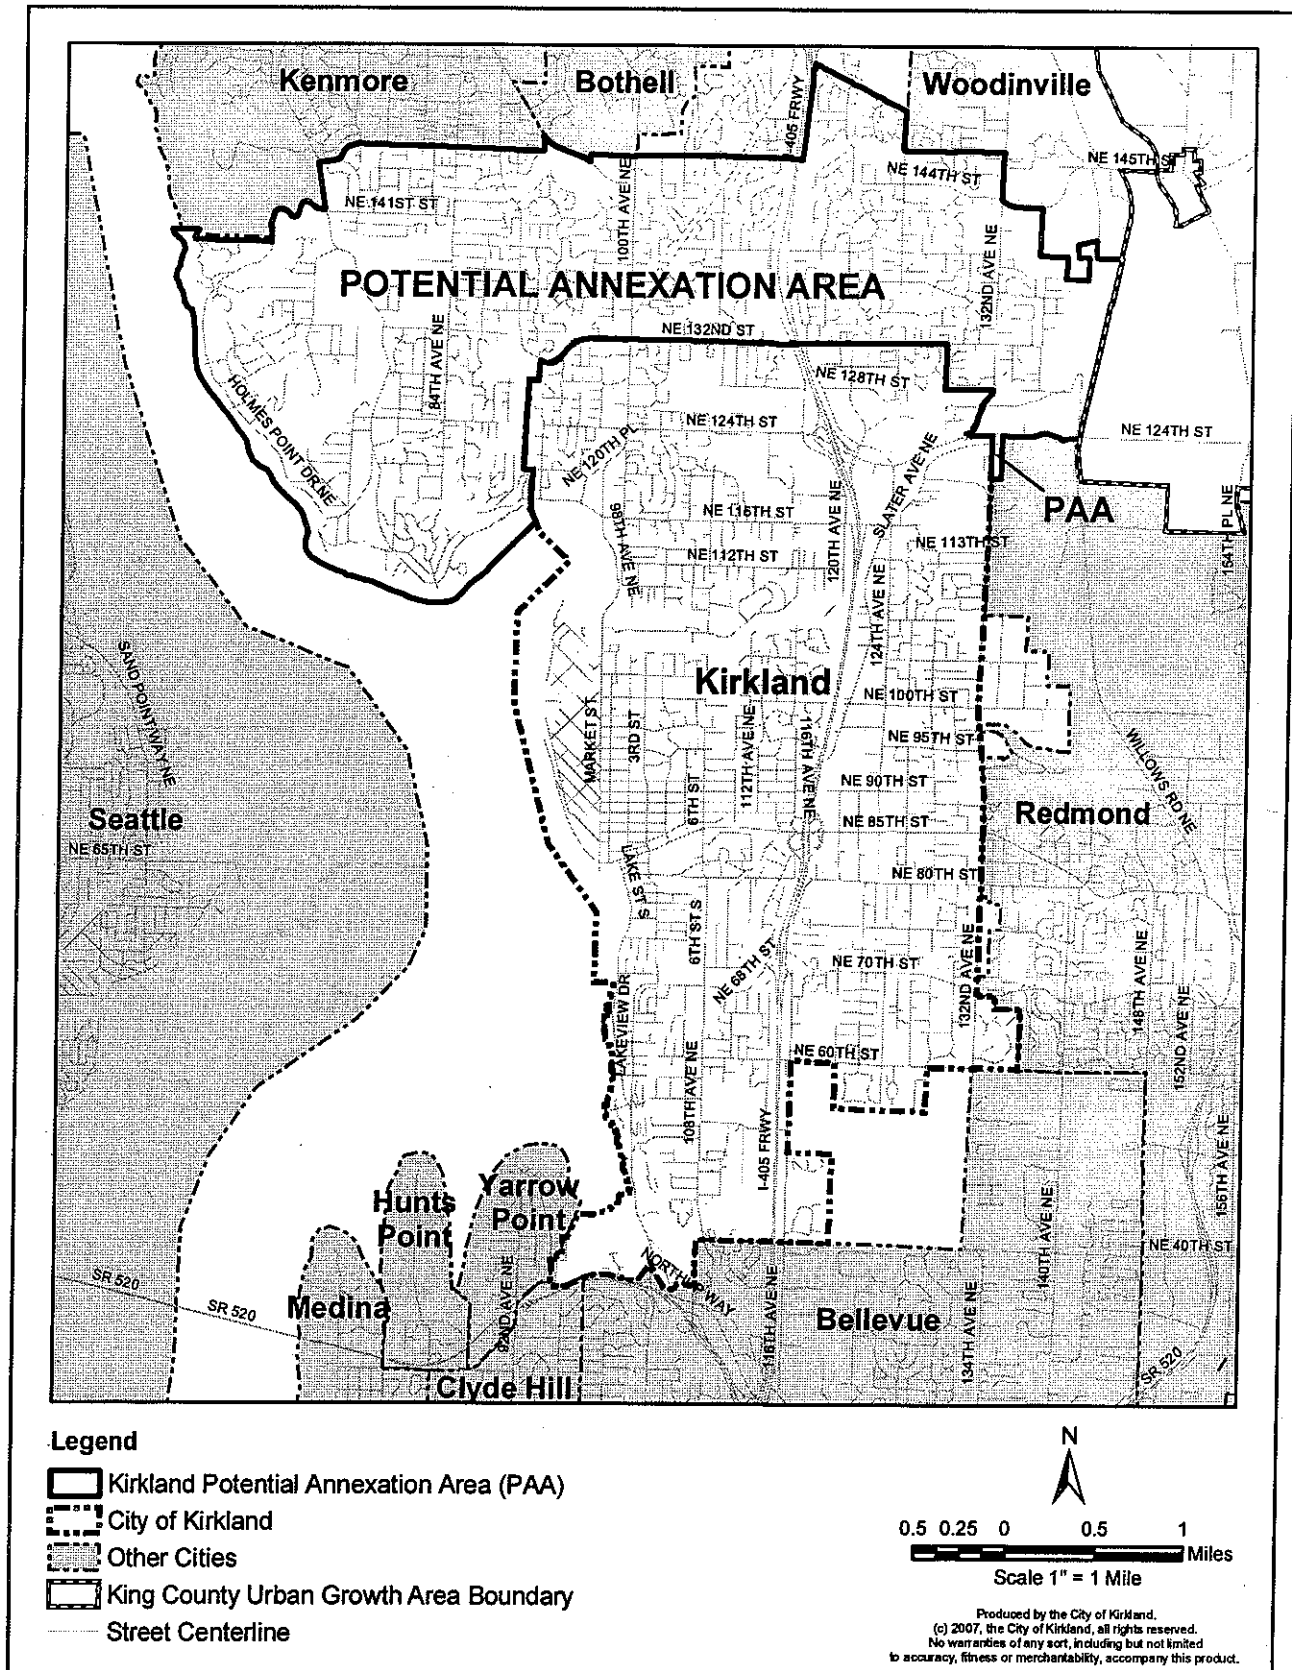 Kenmore
Bothell
Woodinville
I-405 FRWY
NE 145TH ST
NE 144TH ST
NE 141ST ST
100TH AVE NE
132ND AVE NE
POTENTIAL ANNEXATION AREA
NE 132ND ST
84TH AVE NE
HOLMES POINT DR NE
NE 128TH ST
NE 124TH ST
NE 124TH ST
NE 120TH PL
SLATER AVE NE
PAA
98TH AVE NE
NE 116TH ST
120TH AVE NE
154TH PL NE
NE 112TH ST
NE 113TH ST
124TH AVE NE
SAND POINT WAY NE
Kirkland
NE 100TH ST
MARKET ST
3RD ST
112TH AVE NE
116TH AVE NE
NE 95TH ST
WILLOWS RD NE
6TH ST
NE 90TH ST
Seattle
NE 85TH ST
Redmond
NE 65TH ST
LAKE ST S
NE 80TH ST
6TH ST S
NE 68TH ST
NE 70TH ST
132ND AVE NE
148TH AVE NE
LAKEVIEW DR
152ND AVE NE
NE 60TH ST
108TH AVE NE
I-405 FRWY
156TH AVE NE
Hunts
Point
Yarrow
Point
140TH AVE NE
NE 40TH ST
SR 520
SR 520
Medina
92ND AVE NE
NORTHUP WAY
116TH AVE NE
Bellevue
134TH AVE NE
SR 520
Clyde Hill
Legend
Kirkland Potential Annexation Area (PAA)
City of Kirkland
Other Cities
King County Urban Growth Area Boundary
Street Centerline
N
0.5 0.25 0 0.5 1
Miles
Scale 1" = 1 Mile
Produced by the City of Kirkland.
(c) 2007, the City of Kirkland, all rights reserved.
No warranties of any sort, including but not limited
to accuracy, fitness or merchantability, accompany this product.